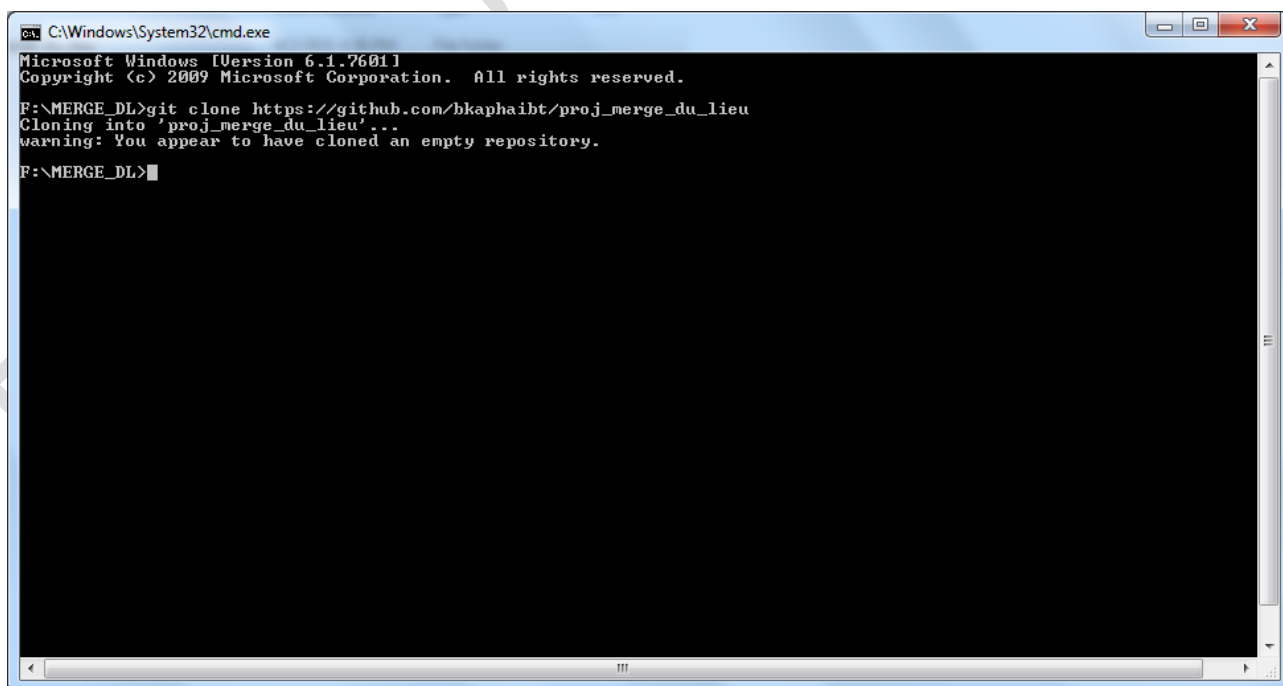 C:\Windows\System32\cmd.exe
Microsoft Windows [Version 6.1.7601]
Copyright (c) 2009 Microsoft Corporation.  All rights reserved.
F:\MERGE_DL>git clone https://github.com/bkaphaibt/proj_merge_du_lieu
Cloning into 'proj_merge_du_lieu'...
warning: You appear to have cloned an empty repository.
F:\MERGE_DL>